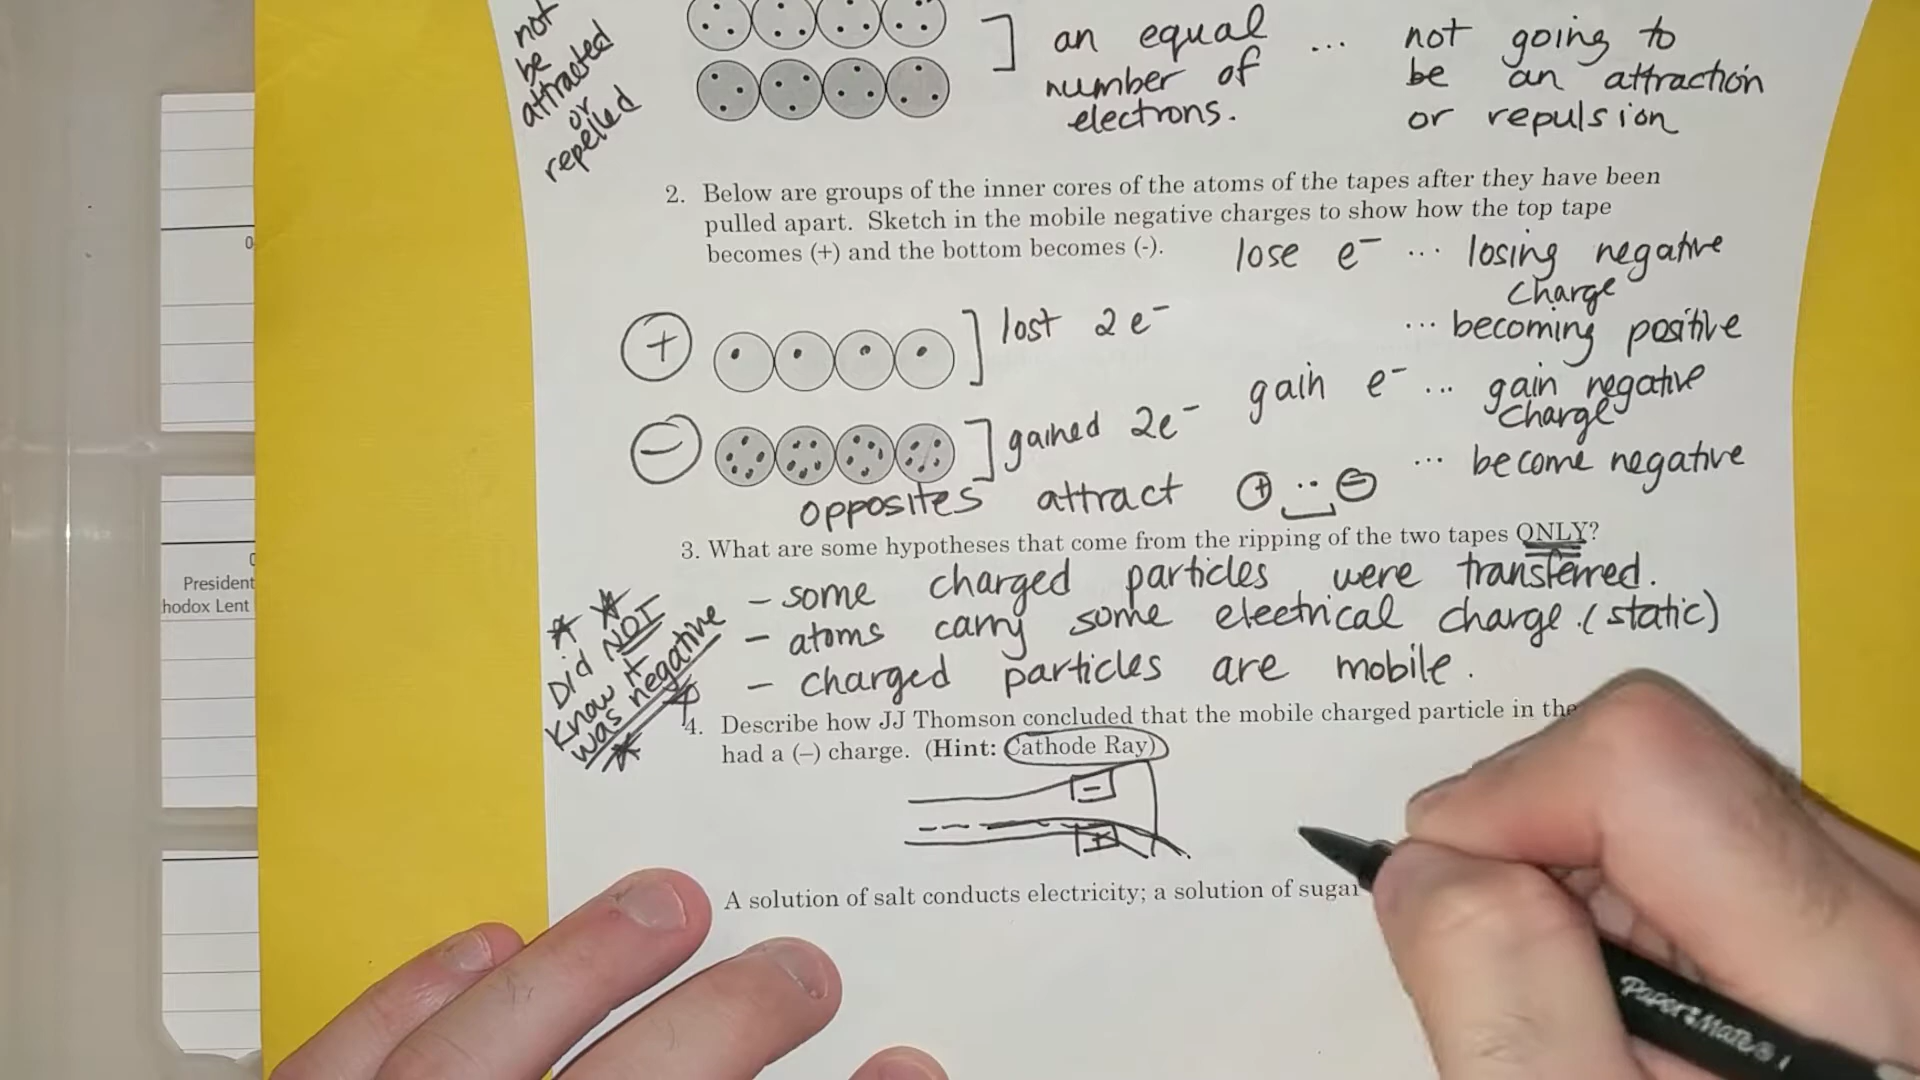 not
be
attracted
or
repelled
an equal ... not going to
number of be an attraction
electrons. or repulsion
2. Below are groups of the inner cores of the atoms of the tapes after they have been
pulled apart. Sketch in the mobile negative charges to show how the top tape
becomes (+) and the bottom becomes (-).
lose e⁻ ... losing negative
charge
... becoming positive
+
lost 2e⁻
gain e⁻ ... gain negative
charge
... become negative
−
gained 2e⁻
opposites attract + .. −
3. What are some hypotheses that come from the ripping of the two tapes ONLY?
- some charged particles were transferred.
- atoms carry some electrical charge. (static)
- charged particles are mobile.
Did NOT
know it
was negative
4. Describe how JJ Thomson concluded that the mobile charged particle in the
had a (–) charge. (Hint: Cathode Ray)
−
+
A solution of salt conducts electricity; a solution of sugar
0
0
President
hodox Lent
PaperMate